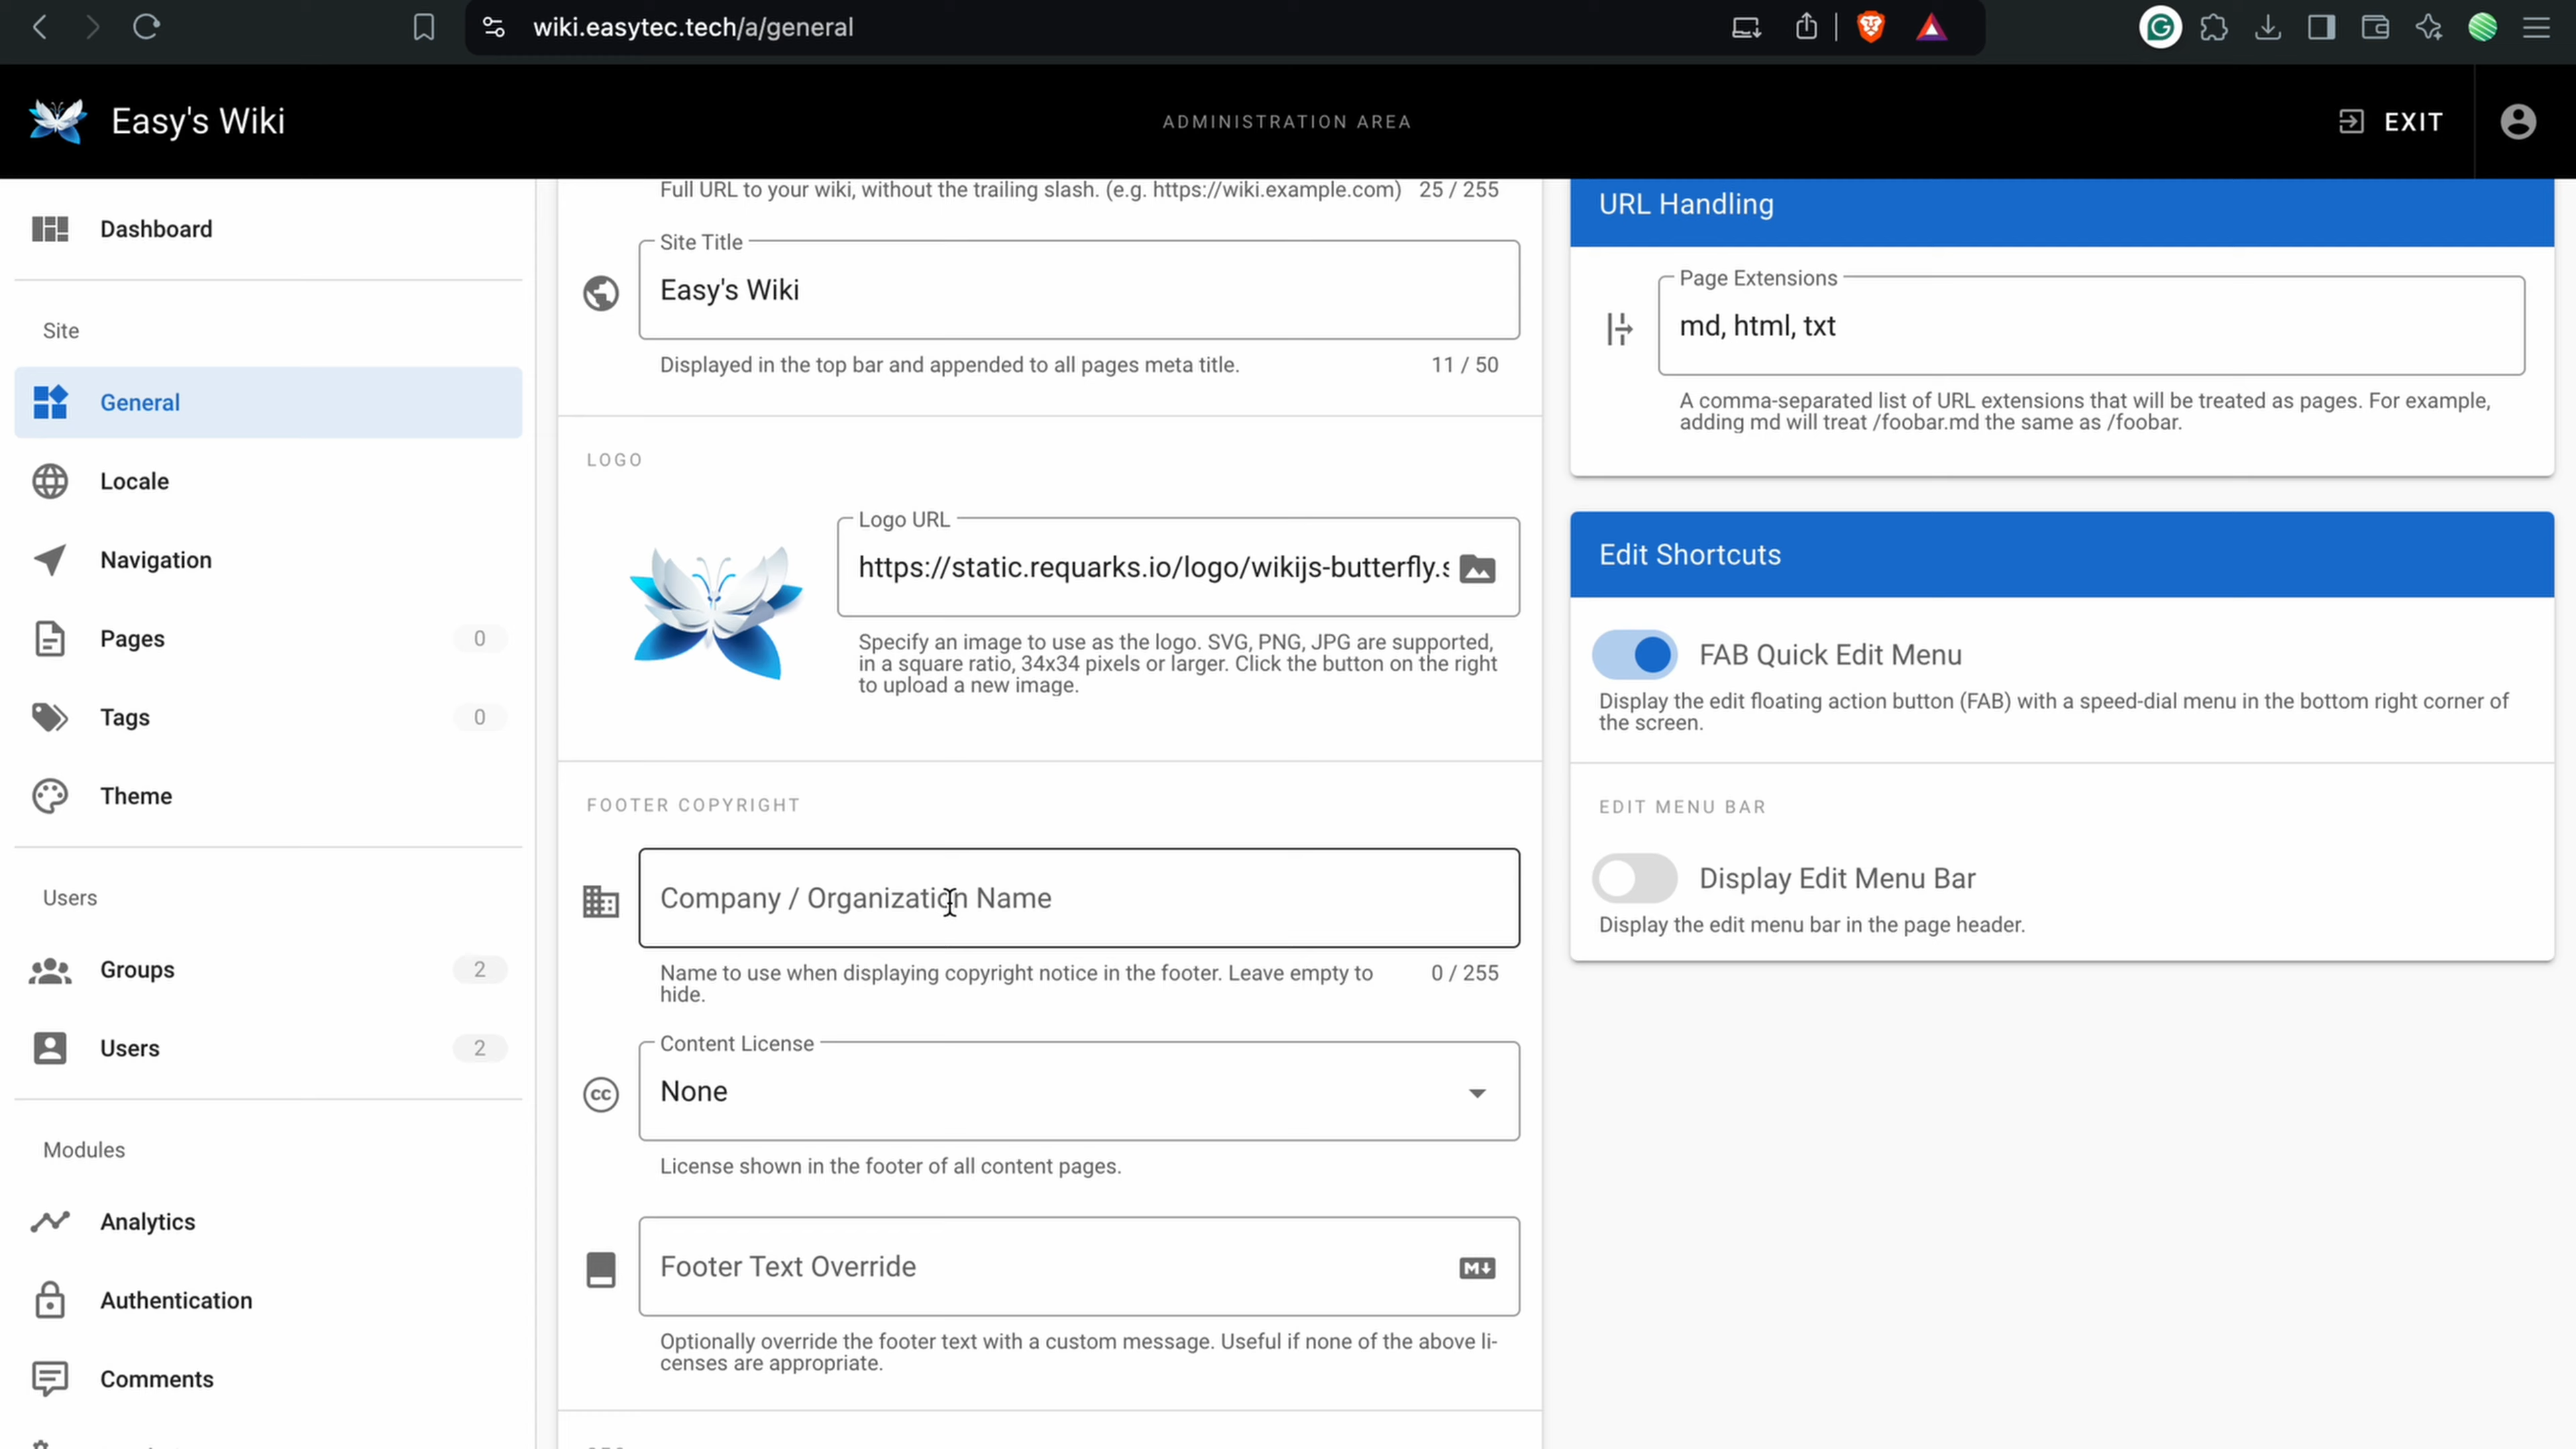 wiki.easytec.tech/a/general
Easy's Wiki
ADMINISTRATION AREA
EXIT
Dashboard
Site
General
Locale
Navigation
Pages
0
Tags
0
Theme
Users
Groups
2
Users
2
Modules
Analytics
Authentication
Comments
Full URL to your wiki, without the trailing slash. (e.g. https://wiki.example.com)
25 / 255
Site Title
Easy's Wiki
Displayed in the top bar and appended to all pages meta title.
11 / 50
LOGO
Logo URL
https://static.requarks.io/logo/wikijs-butterfly.s
Specify an image to use as the logo. SVG, PNG, JPG are supported,
in a square ratio, 34x34 pixels or larger. Click the button on the right
to upload a new image.
FOOTER COPYRIGHT
Company / Organization Name
Name to use when displaying copyright notice in the footer. Leave empty to
hide.
0 / 255
Content License
cc
None
License shown in the footer of all content pages.
Footer Text Override
M
Optionally override the footer text with a custom message. Useful if none of the above li-
censes are appropriate.
URL Handling
Page Extensions
md, html, txt
A comma-separated list of URL extensions that will be treated as pages. For example,
adding md will treat /foobar.md the same as /foobar.
Edit Shortcuts
FAB Quick Edit Menu
Display the edit floating action button (FAB) with a speed-dial menu in the bottom right corner of
the screen.
EDIT MENU BAR
Display Edit Menu Bar
Display the edit menu bar in the page header.